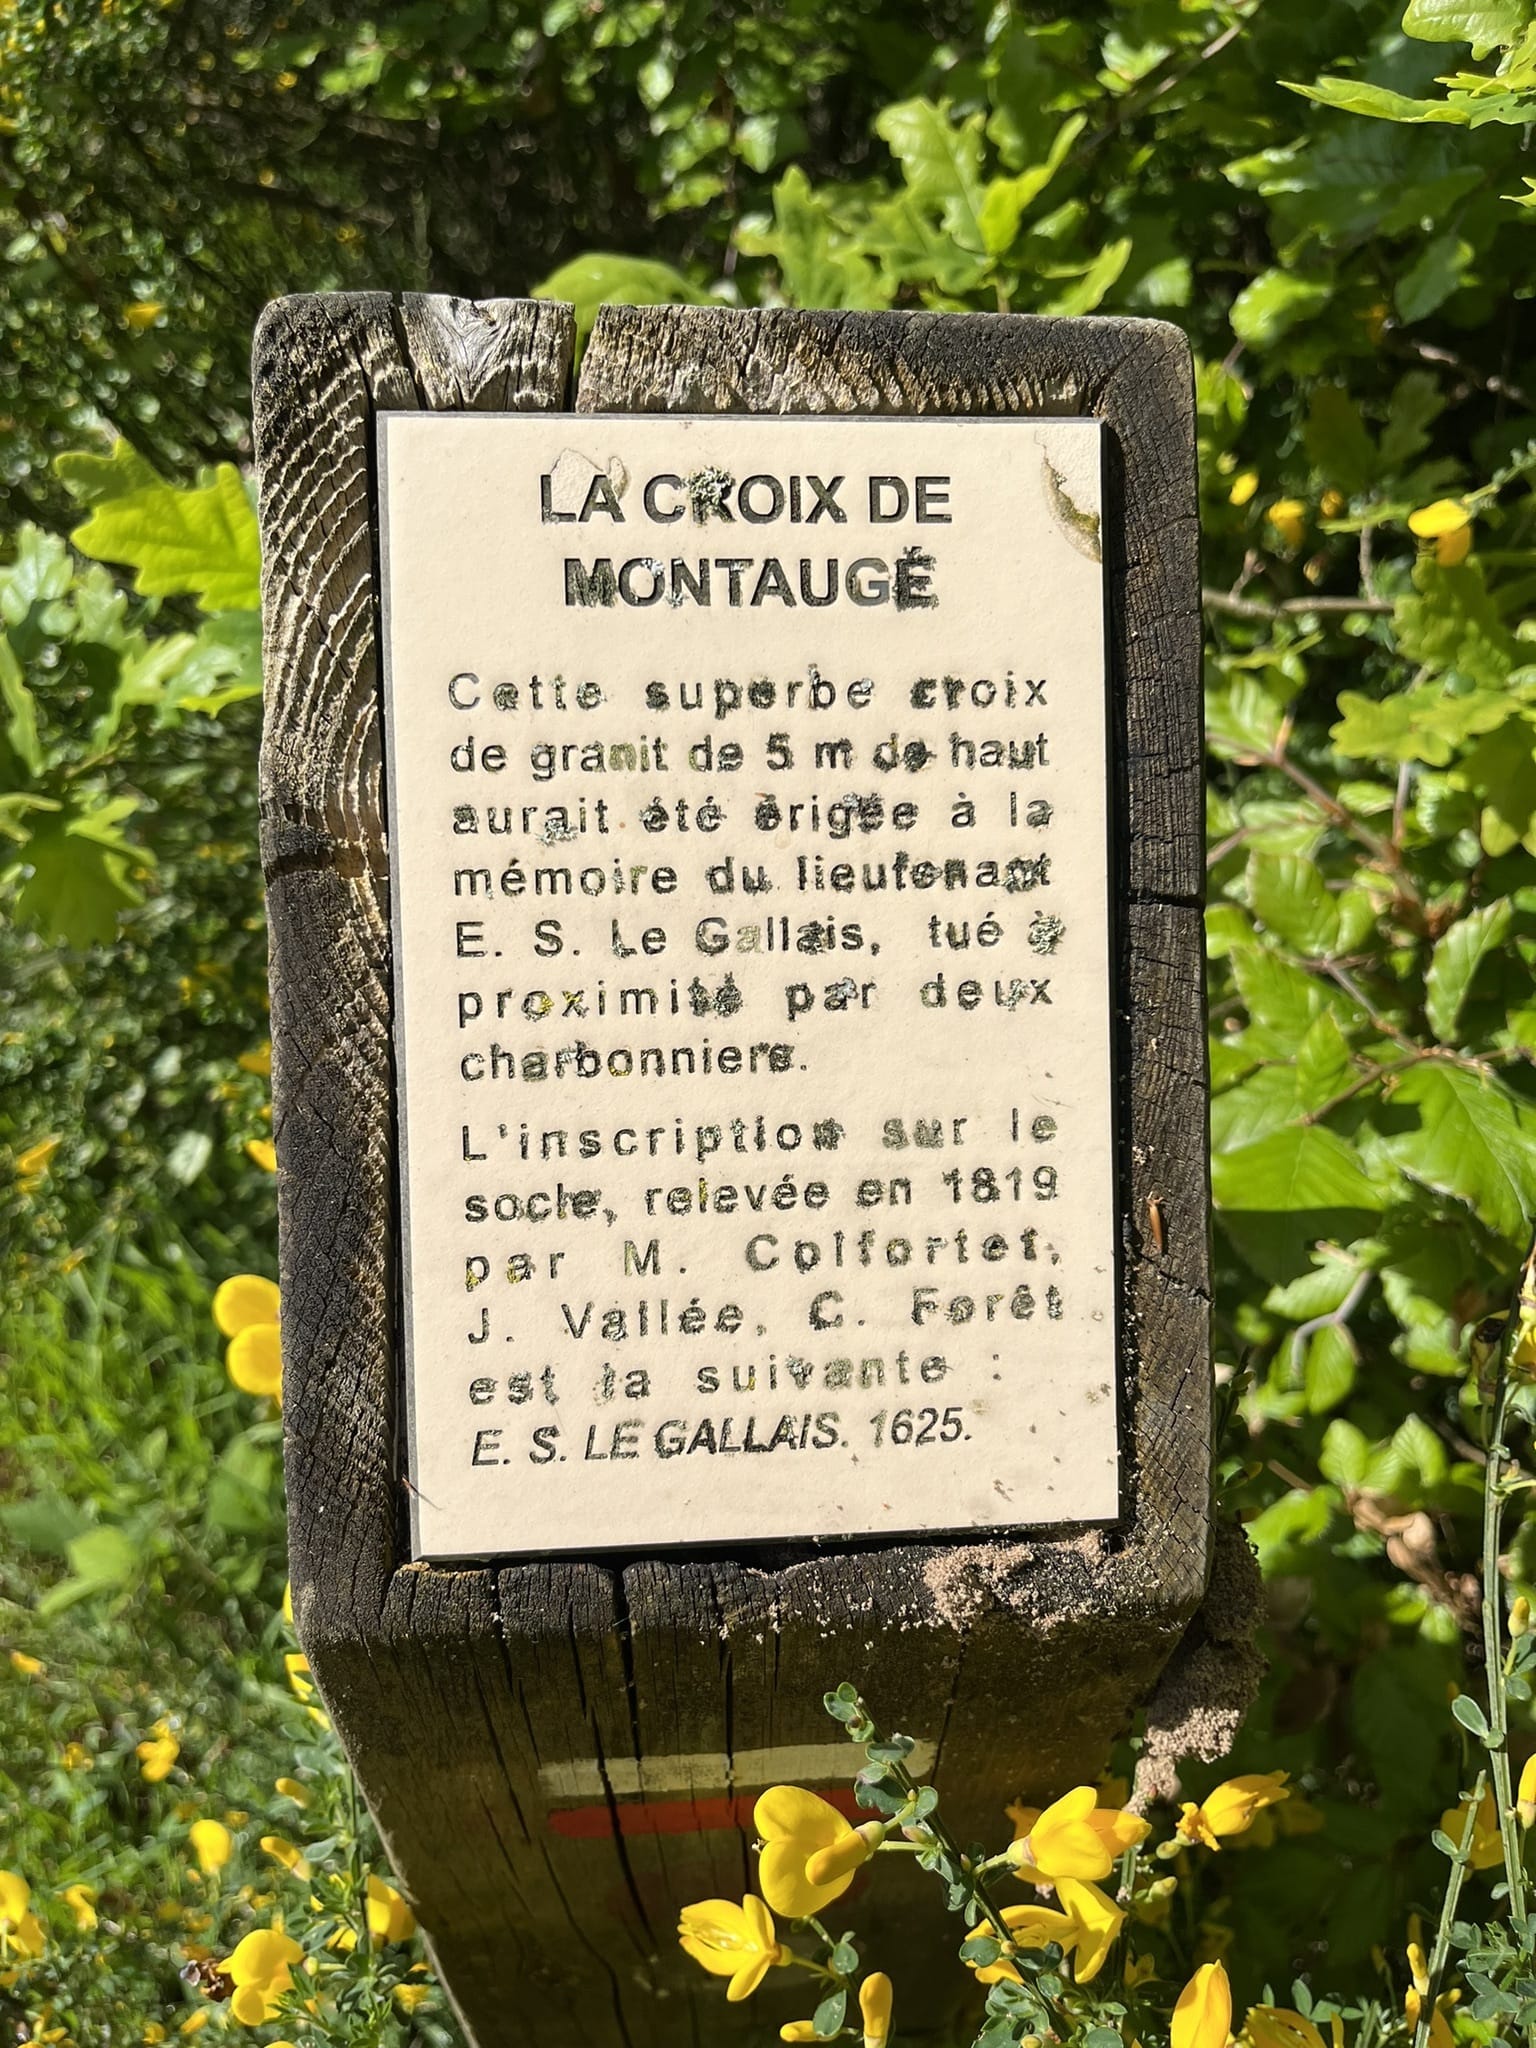 LA CROIX DE
MONTAUGÉ
Cette superbe croix
de granit de 5 m de haut
aurait été érigée à la
mémoire du lieutenant
E. S. Le Gallais, tué à
proximité par deux
charbonniers.
L'inscription sur le
socle, relevée en 1819
par M. Colfortet,
J. Vallée, C. Forêt
est la suivante :
E. S. LE GALLAIS. 1625.